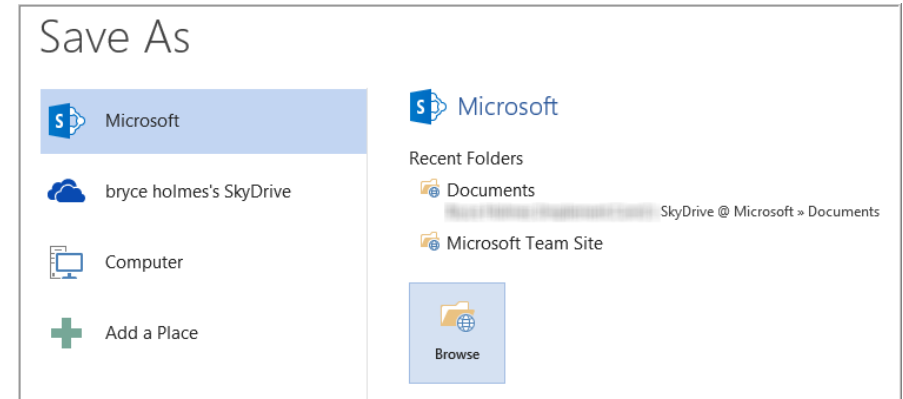 Save As
Microsoft
bryce holmes's SkyDrive
Computer
Add a Place
S
Microsoft
Recent Folders
Documents
SkyDrive @ Microsoft » Documents
Microsoft Team Site
Browse